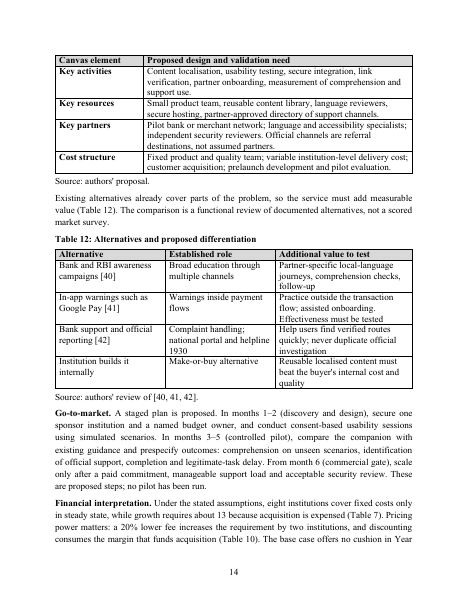 Canvas element Proposed design and validation need
Key activities Content localisation, usability testing, secure integration, link
verification, partner onboarding, measurement of comprehension and
support use.
Key resources Small product team, reusable content library, language reviewers,
secure hosting, partner-approved directory of support channels.
Key partners Pilot bank or merchant network; language and accessibility specialists;
independent security reviewers. Official channels are referral
destinations, not assumed partners.
Cost structure Fixed product and quality team; variable institution-level delivery cost;
customer acquisition; prelaunch development and pilot evaluation.
Source: authors' proposal.
Existing alternatives already cover parts of the problem, so the service must add measurable
value (Table 12). The comparison is a functional review of documented alternatives, not a scored
market survey.
Table 12: Alternatives and proposed differentiation
Alternative Established role Additional value to test
Bank and RBI awareness Broad education through Partner-specific local-language
campaigns [40] multiple channels journeys, comprehension checks,
follow-up
In-app warnings such as Warnings inside payment Practice outside the transaction
Google Pay [41] flows flow; assisted onboarding.
Effectiveness must be tested
Bank support and official Complaint handling; Help users find verified routes
reporting [42] national portal and helpline quickly; never duplicate official
1930 investigation
Institution builds it Make-or-buy alternative Reusable localised content must
internally beat the buyer's internal cost and
quality
Source: authors' review of [40, 41, 42].
Go-to-market. A staged plan is proposed. In months 1–2 (discovery and design), secure one
sponsor institution and a named budget owner, and conduct consent-based usability sessions
using simulated scenarios. In months 3–5 (controlled pilot), compare the companion with
existing guidance and prespecify outcomes: comprehension on unseen scenarios, identification
of official support, completion and legitimate-task delay. From month 6 (commercial gate), scale
only after a paid commitment, manageable support load and acceptable security review. These
are proposed steps; no pilot has been run.
Financial interpretation. Under the stated assumptions, eight institutions cover fixed costs only
in steady state, while growth requires about 13 because acquisition is expensed (Table 7). Pricing
power matters: a 20% lower fee increases the requirement by two institutions, and discounting
consumes the margin that funds acquisition (Table 10). The base case offers no cushion in Year
14